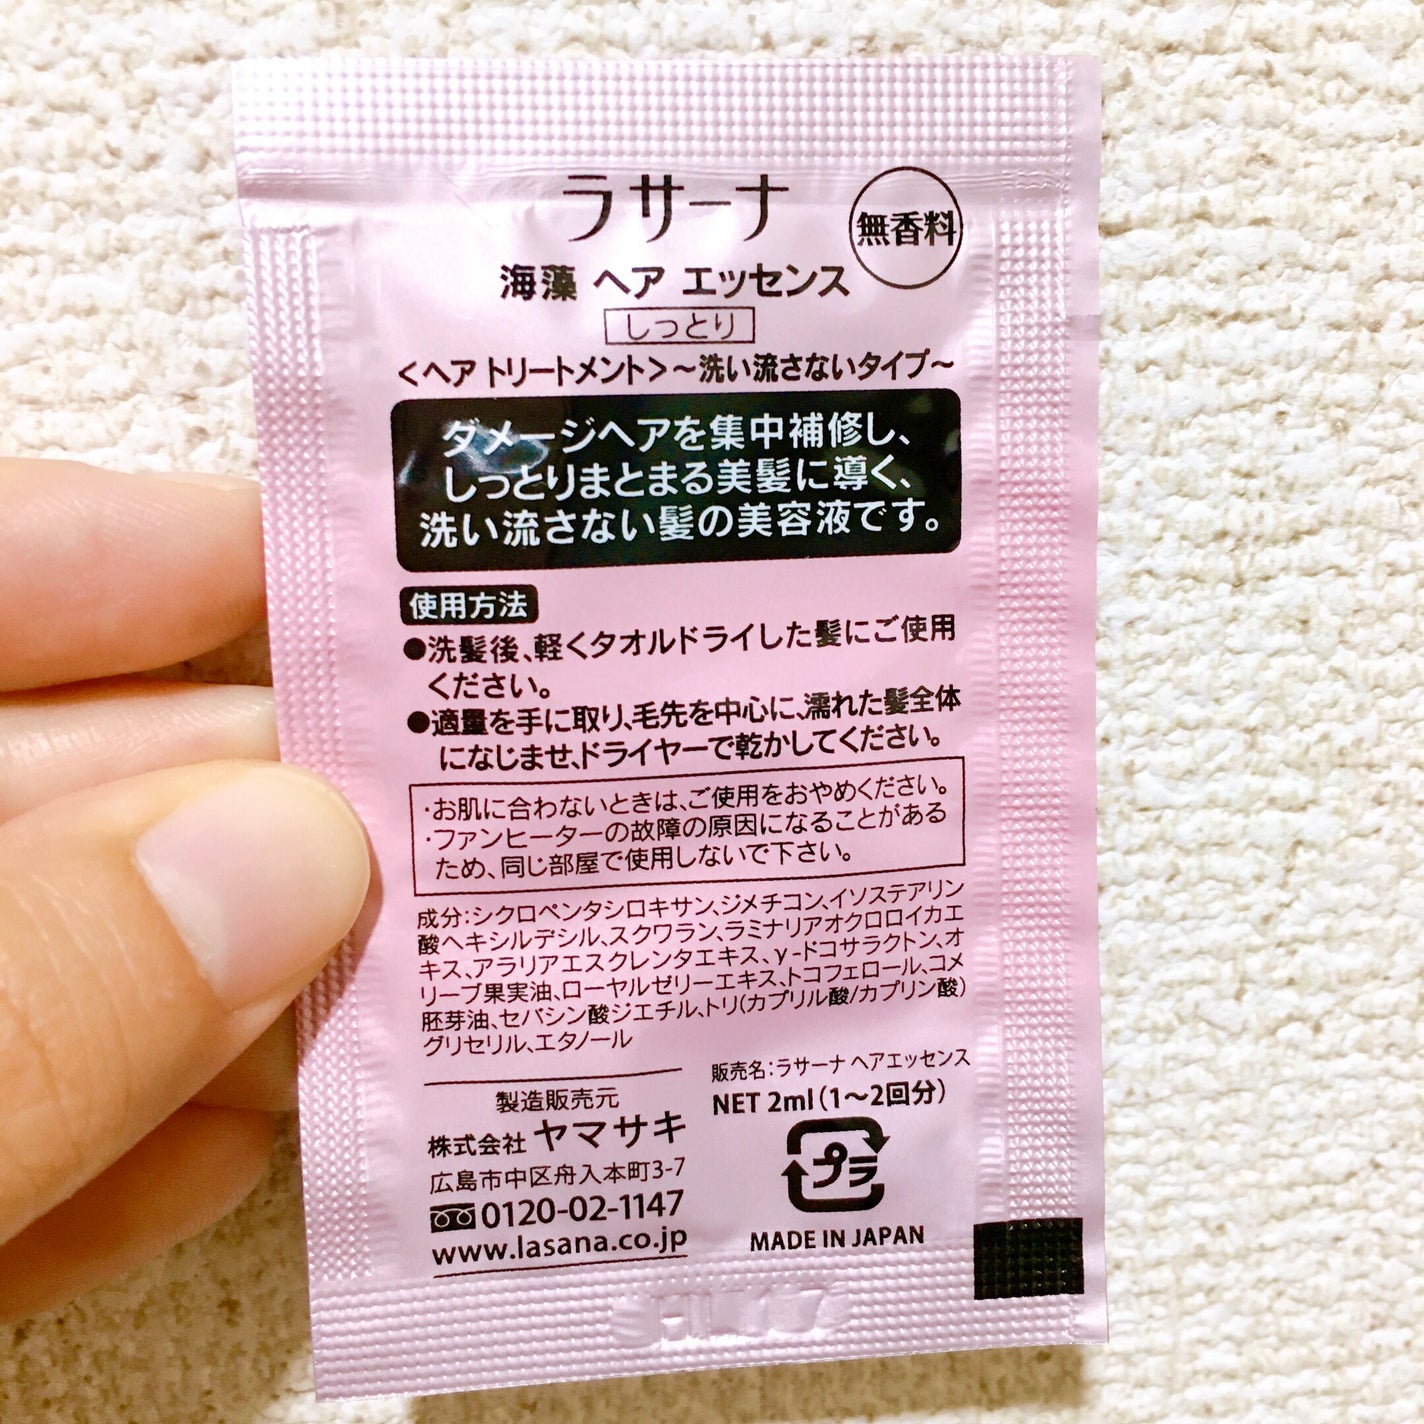 ラサーナ
無香料
海藻 ヘア エッセンス
しっとり
<ヘア トリートメント>～洗い流さないタイプ～
ダメージヘアを集中補修し、
しっとりまとまる美髪に導く、
洗い流さない髪の美容液です。
使用方法
●洗髪後、軽くタオルドライした髪にご使用
ください。
●適量を手に取り、毛先を中心に、濡れた髪全体
になじませ、ドライヤーで乾かしてください。
・お肌に合わないときは、ご使用をおやめください。
・ファンヒーターの故障の原因になることがある
ため、同じ部屋で使用しないで下さい。
成分:シクロペンタシロキサン、ジメチコン、イソステアリン
酸ヘキシルデシル、スクワラン、ラミナリアオクロロイカエ
キス、アラリアエスクレンタエキス、γ-ドコサラクトン、オ
リーブ果実油、ローヤルゼリーエキス、トコフェロール、コメ
胚芽油、セバシン酸ジエチル、トリ(カプリル酸/カプリン酸)
グリセリル、エタノール
製造販売元
株式会社 ヤマサキ
広島市中区舟入本町3-7
0120-02-1147
www.lasana.co.jp
販売名:ラサーナ ヘアエッセンス
NET 2ml(1～2回分)
プラ
MADE IN JAPAN